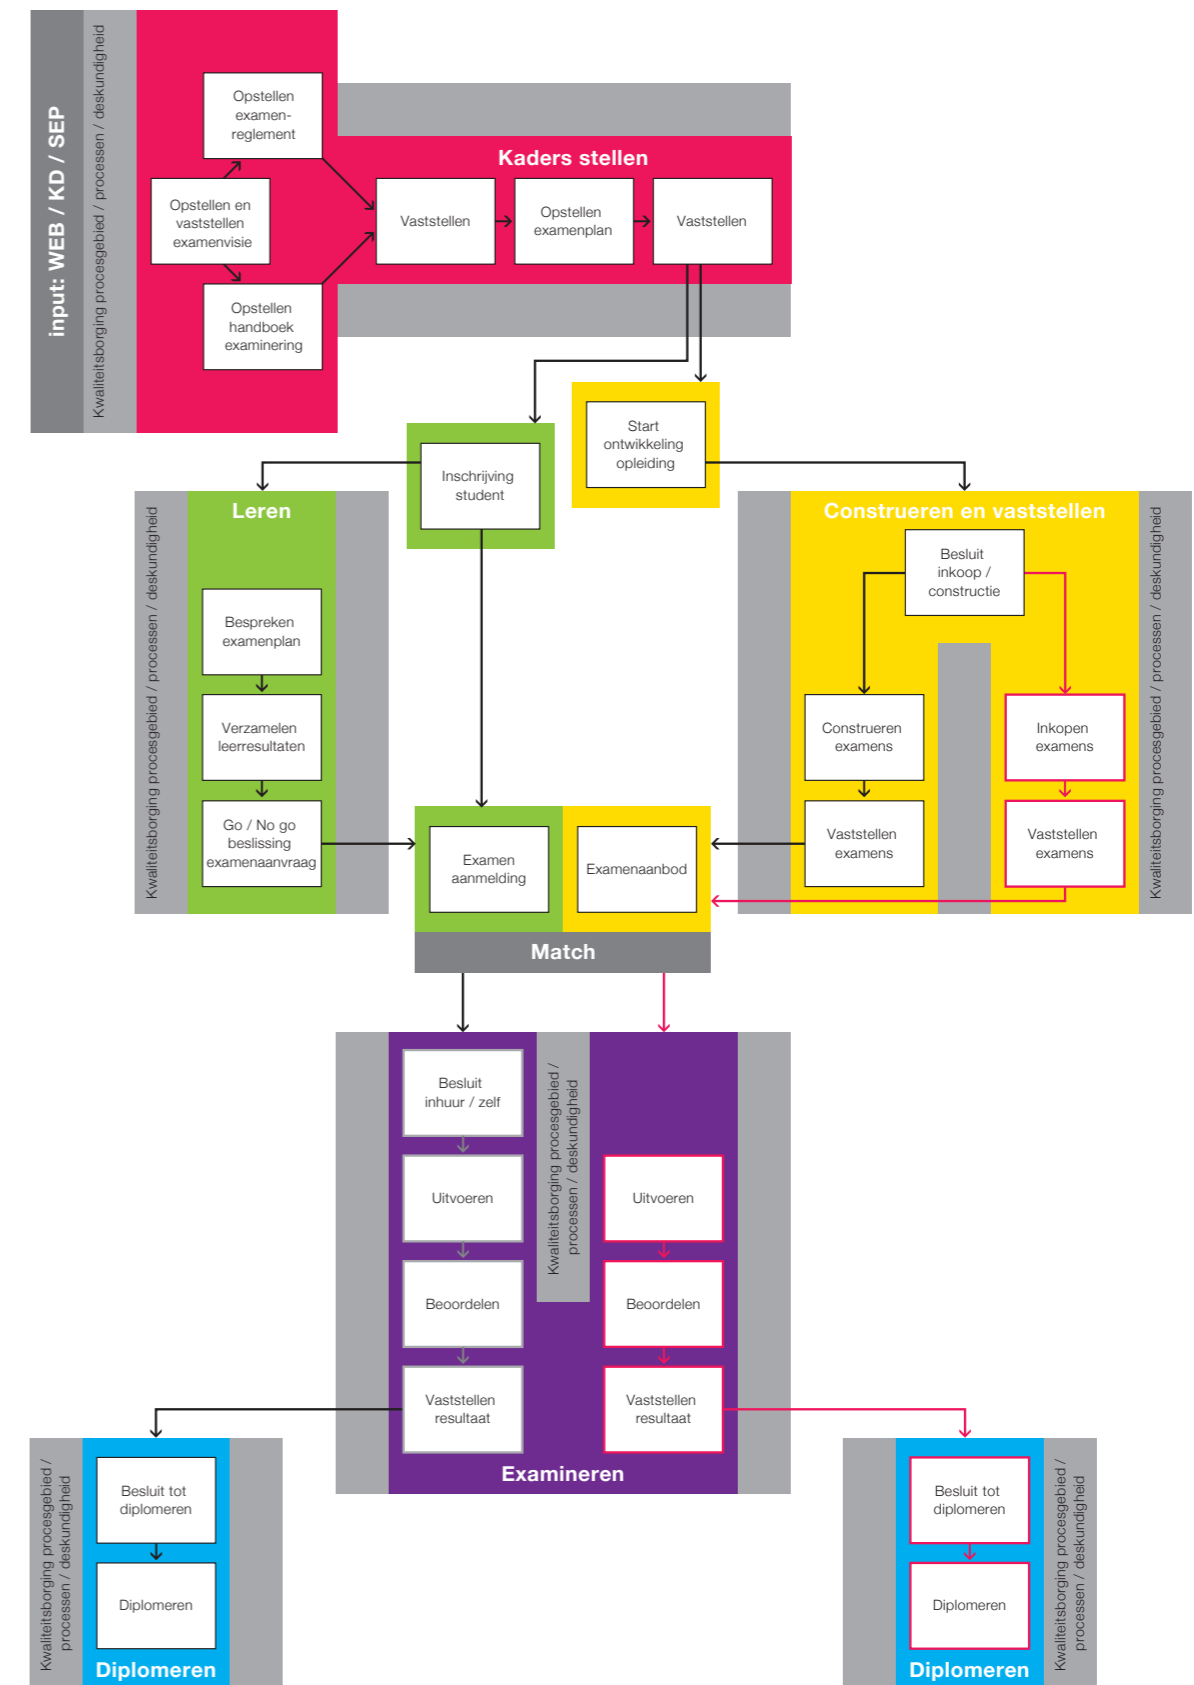 input: WEB / KD / SEP
Kwaliteitsborging procesgebied / processen / deskundigheid
Opstellen
examen-
reglement
Kaders stellen
Opstellen en
vaststellen
examenvisie
Vaststellen
Opstellen
examenplan
Vaststellen
Opstellen
handboek
examinering
Start
ontwikkeling
opleiding
Inschrijving
student
Kwaliteitsborging procesgebied / processen / deskundigheid
Leren
Bespreken
examenplan
Verzamelen
leerresultaten
Go / No go
beslissing
examenaanvraag
Construeren en vaststellen
Besluit
inkoop /
constructie
Construeren
examens
Inkopen
examens
Vaststellen
examens
Vaststellen
examens
Kwaliteitsborging procesgebied / processen / deskundigheid
Examen
aanmelding
Examenaanbod
Match
Besluit
inhuur / zelf
Uitvoeren
Beoordelen
Vaststellen
resultaat
Kwaliteitsborging procesgebied /
processen / deskundigheid
Uitvoeren
Beoordelen
Vaststellen
resultaat
Examineren
Kwaliteitsborging procesgebied /
processen / deskundigheid
Besluit tot
diplomeren
Diplomeren
Diplomeren
Besluit tot
diplomeren
Diplomeren
Diplomeren
Kwaliteitsborging procesgebied /
processen / deskundigheid